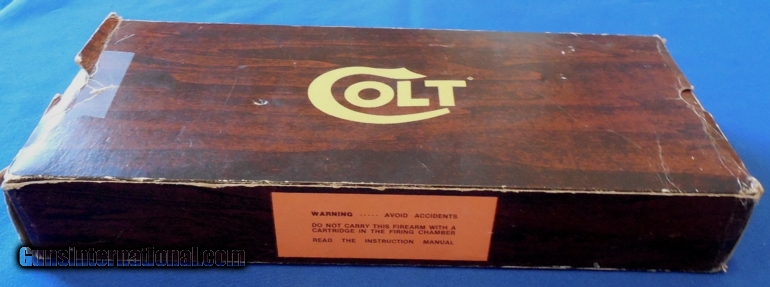 COLT
WARNING ..... AVOID ACCIDENTS
DO NOT CARRY THIS FIREARM WITH A
CARTRIDGE IN THE FIRING CHAMBER
READ THE INSTRUCTION MANUAL
GunsInternational.com